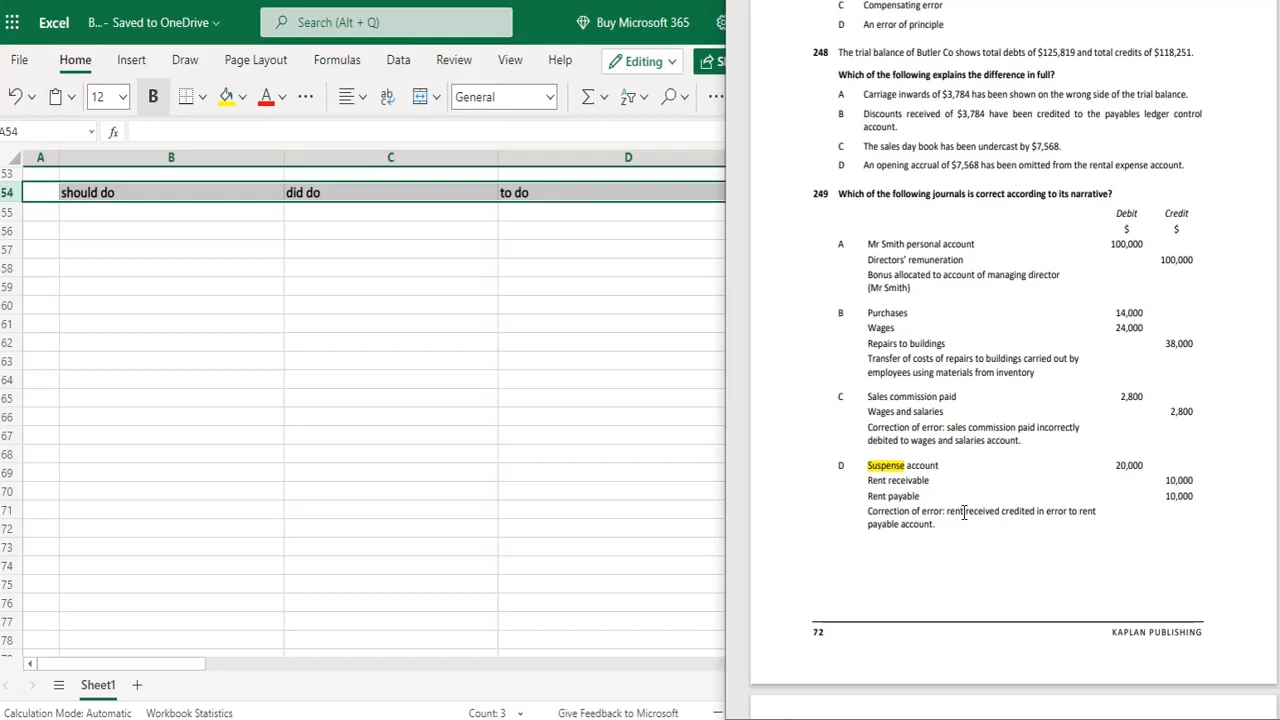 Excel B... - Saved to OneDrive Search (Alt + Q) Buy Microsoft 365
File Home Insert Draw Page Layout Formulas Data Review View Help Editing
12 B A General Σ
A54 fx
A B C D
53
54 should do did do to do
55
56
57
58
59
60
61
62
63
64
65
66
67
68
69
70
71
72
73
74
75
76
77
78
Sheet1 +
Calculation Mode: Automatic Workbook Statistics Count: 3 Give Feedback to Microsoft
C Compensating error
D An error of principle
248 The trial balance of Butler Co shows total debts of $125,819 and total credits of $118,251.
Which of the following explains the difference in full?
A Carriage inwards of $3,784 has been shown on the wrong side of the trial balance.
B Discounts received of $3,784 have been credited to the payables ledger control
account.
C The sales day book has been undercast by $7,568.
D An opening accrual of $7,568 has been omitted from the rental expense account.
249 Which of the following journals is correct according to its narrative?
Debit Credit
$ $
A Mr Smith personal account 100,000
Directors' remuneration 100,000
Bonus allocated to account of managing director
(Mr Smith)
B Purchases 14,000
Wages 24,000
Repairs to buildings 38,000
Transfer of costs of repairs to buildings carried out by
employees using materials from inventory
C Sales commission paid 2,800
Wages and salaries 2,800
Correction of error: sales commission paid incorrectly
debited to wages and salaries account.
D Suspense account 20,000
Rent receivable 10,000
Rent payable 10,000
Correction of error: rent received credited in error to rent
payable account.
72 KAPLAN PUBLISHING